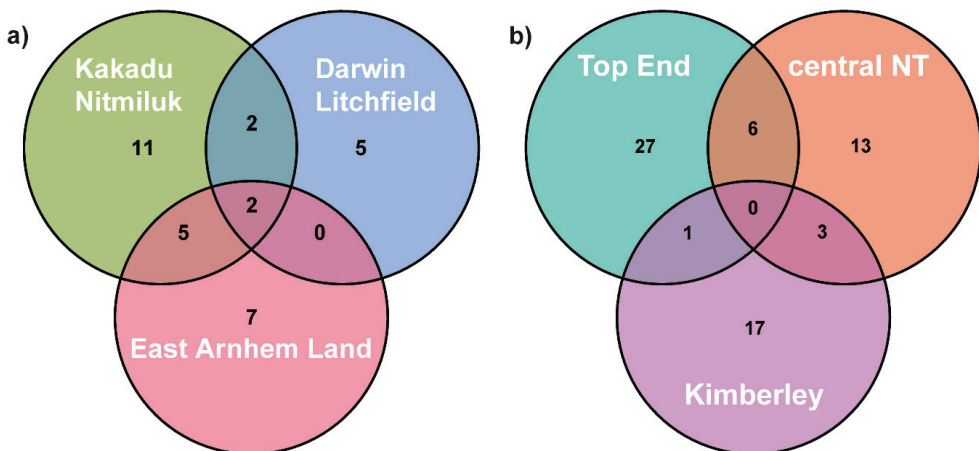 a)
Kakadu
Nitmiluk
Darwin
Litchfield
2
11
5
2
5
0
7
East Arnhem Land
b)
Top End
central NT
6
27
13
0
1
3
17
Kimberley